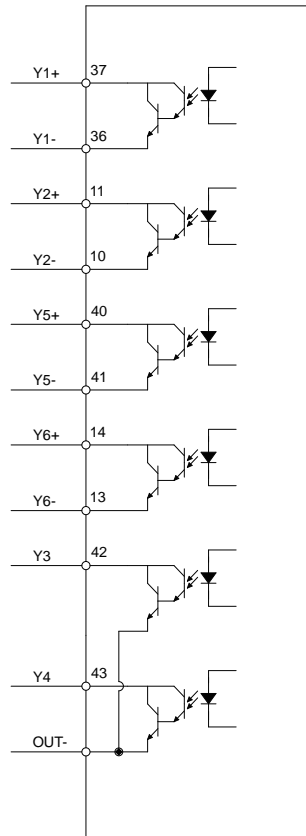 Y1+ 37
Y1- 36
Y2+ 11
Y2- 10
Y5+ 40
Y5- 41
Y6+ 14
Y6- 13
Y3 42
Y4 43
OUT-